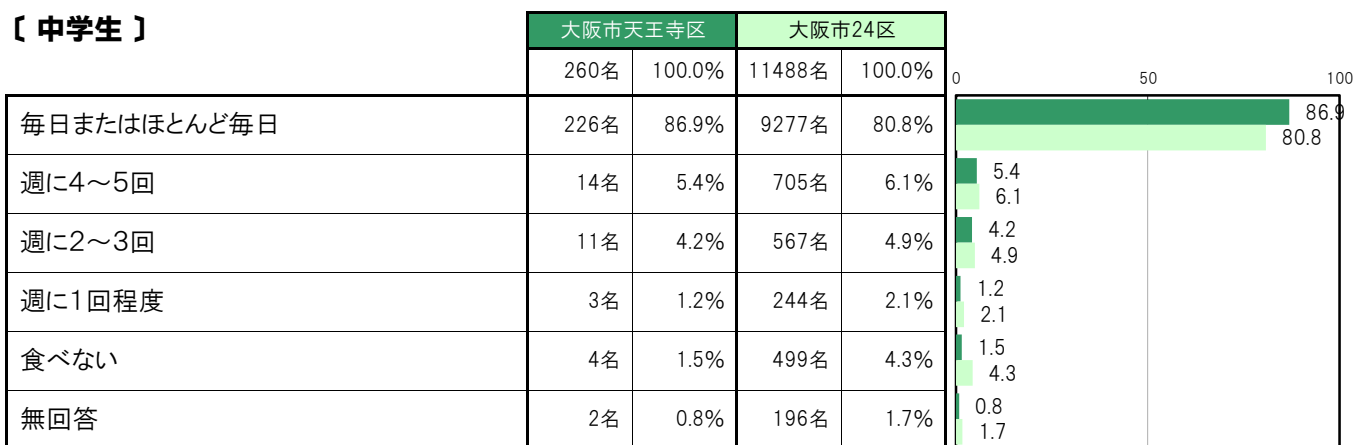 〔 中学生 〕
大阪市天王寺区 大阪市24区
260名 100.0% 11488名 100.0% 0 50 100
毎日またはほとんど毎日 226名 86.9% 9277名 80.8% 86.9
80.8
週に4～5回 14名 5.4% 705名 6.1% 5.4
6.1
週に2～3回 11名 4.2% 567名 4.9% 4.2
4.9
週に1回程度 3名 1.2% 244名 2.1% 1.2
2.1
食べない 4名 1.5% 499名 4.3% 1.5
4.3
無回答 2名 0.8% 196名 1.7% 0.8
1.7